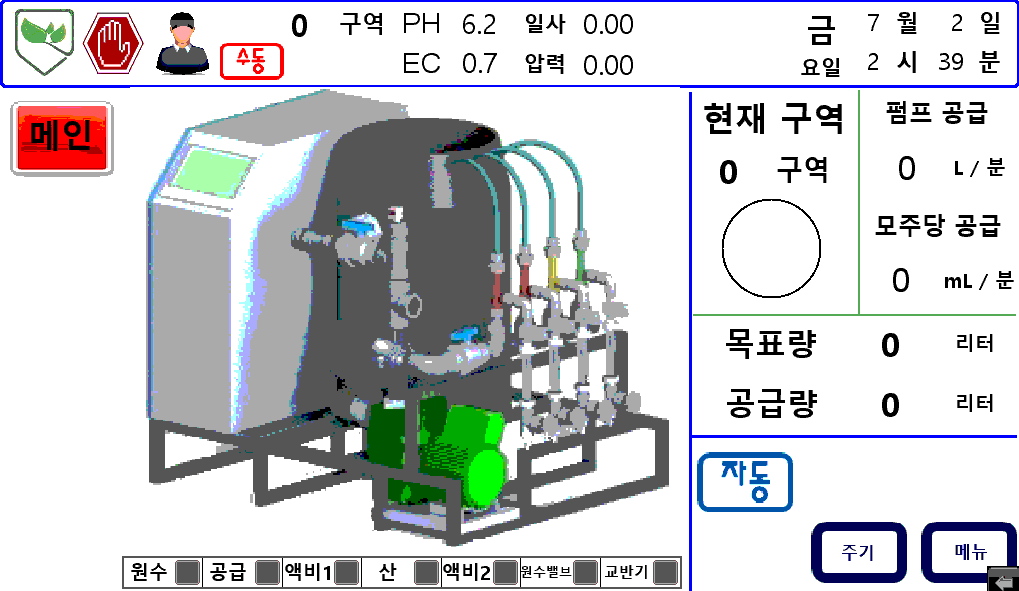 0 구역 PH 6.2 일사 0.00 금 7 월 2 일
수동 EC 0.7 압력 0.00 요일 2 시 39 분
메인
현재 구역 펌프 공급
0 구역 0 L / 분
모주당 공급
0 mL / 분
목표량 0 리터
공급량 0 리터
자동
주기 메뉴
원수 공급 액비1 산 액비2 원수밸브 교반기